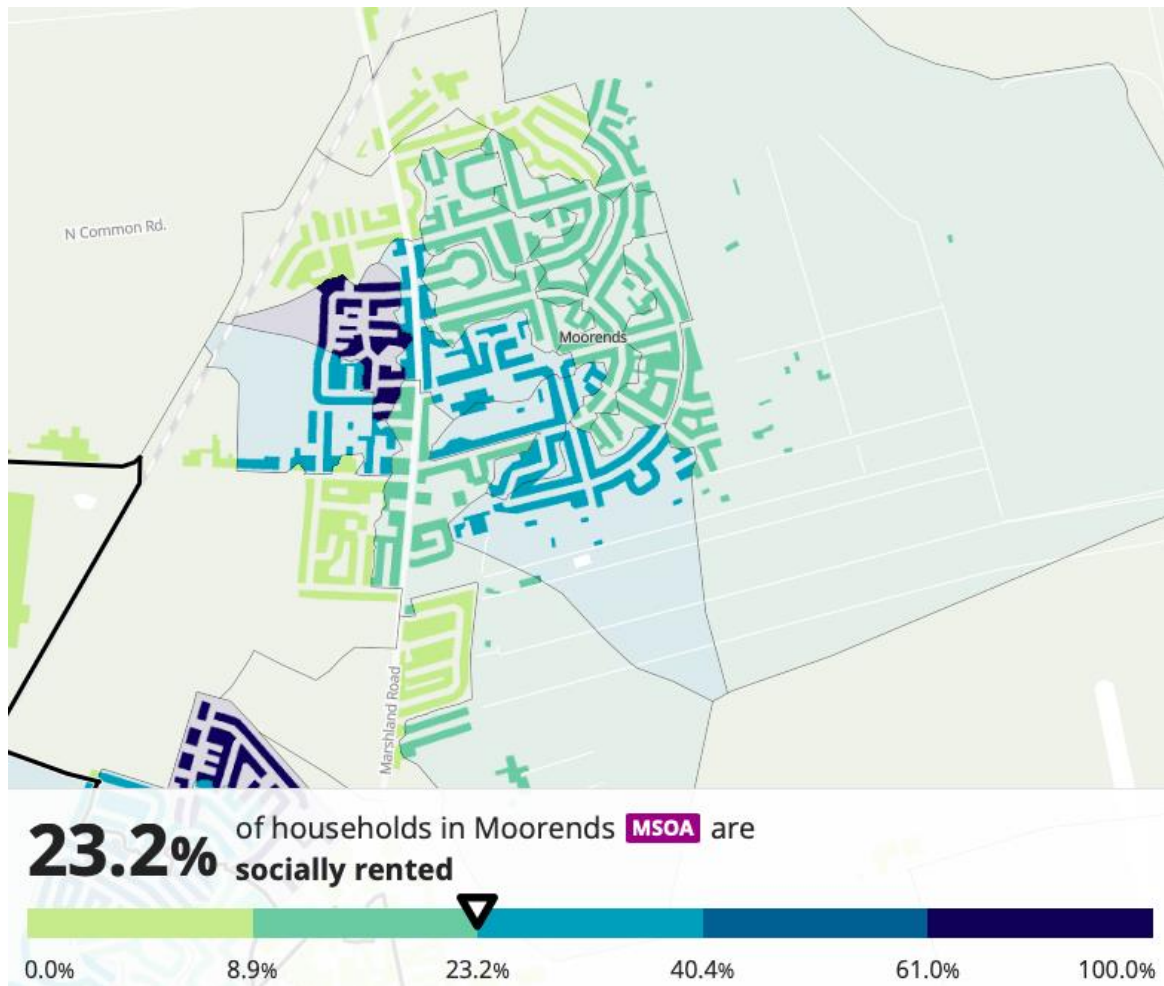 N Common Rd.
Moorends
Marshland Road
23.2%
of households in Moorends MSOA are
socially rented
0.0% 8.9% 23.2% 40.4% 61.0% 100.0%